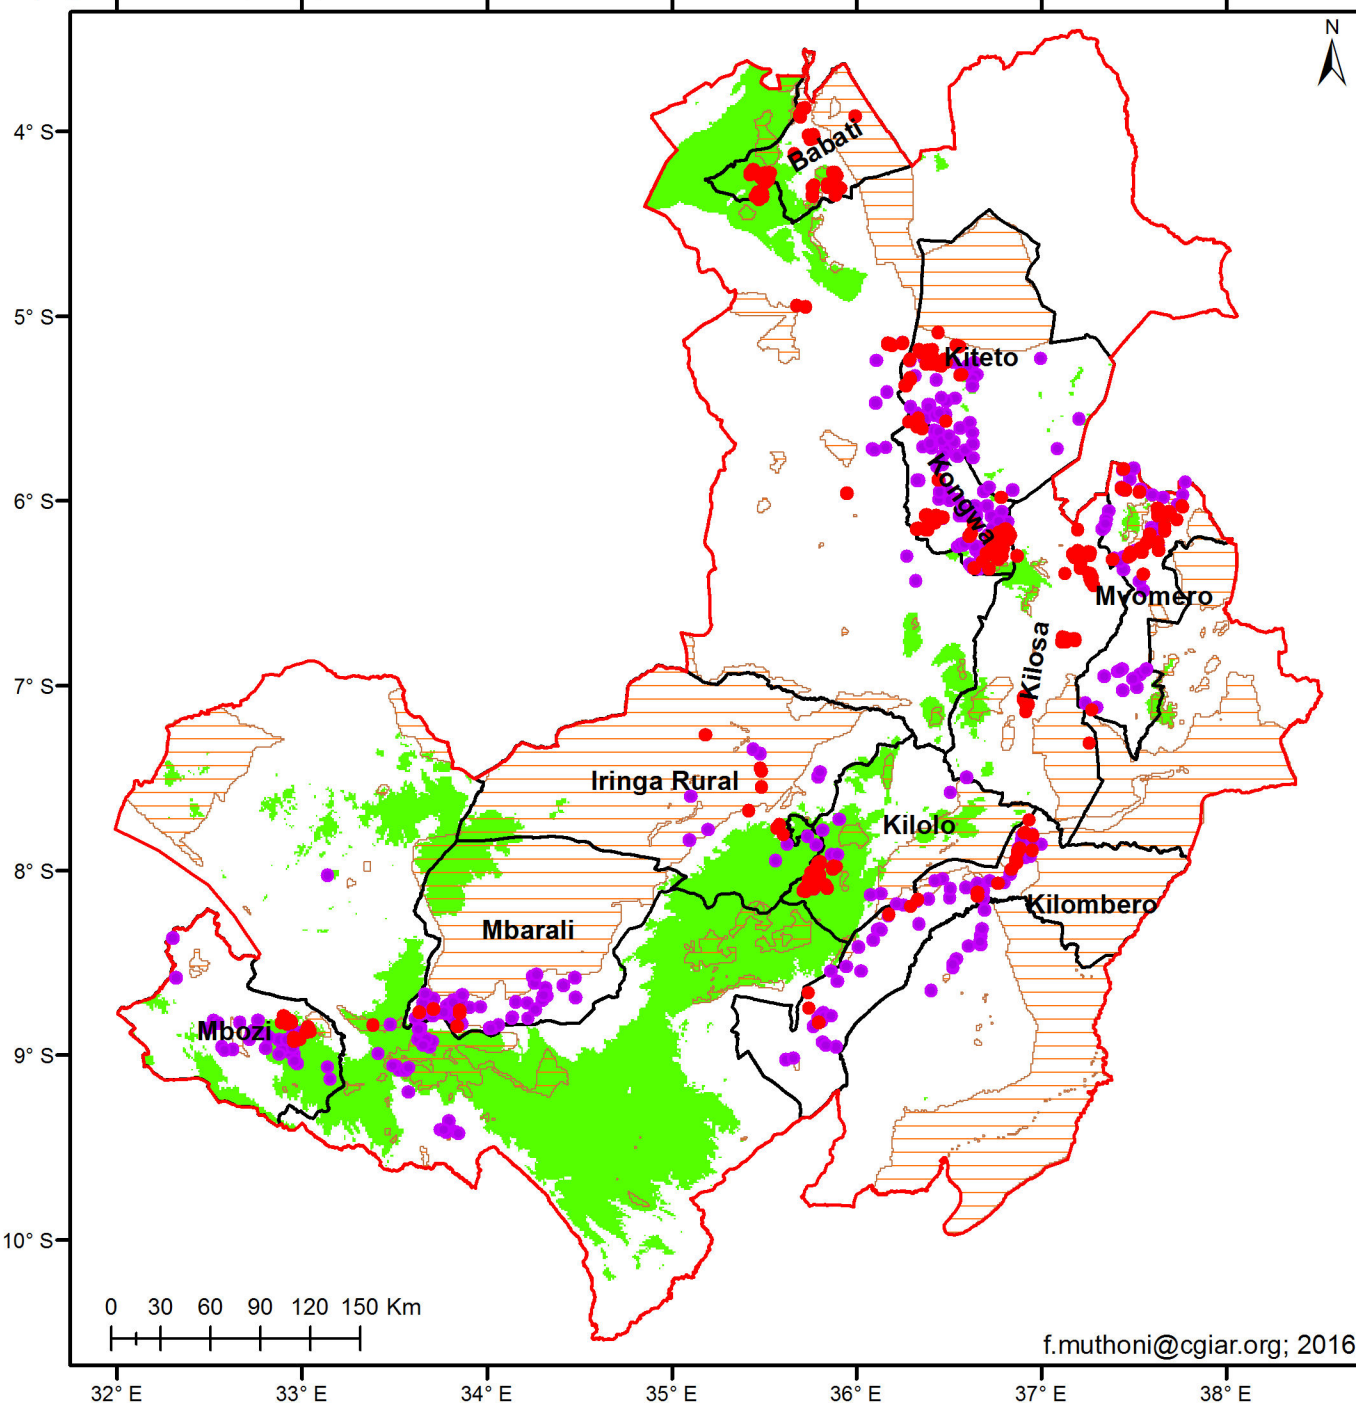 N
4° S
Babati
5° S
Kiteto
Kongwa
6° S
Mvomero
Kilosa
7° S
Iringa Rural
Kilolo
8° S
Kilombero
Mbarali
Mbozi
9° S
10° S
0 30 60 90 120 150 Km
f.muthoni@cgiar.org; 2016
32° E 33° E 34° E 35° E 36° E 37° E 38° E